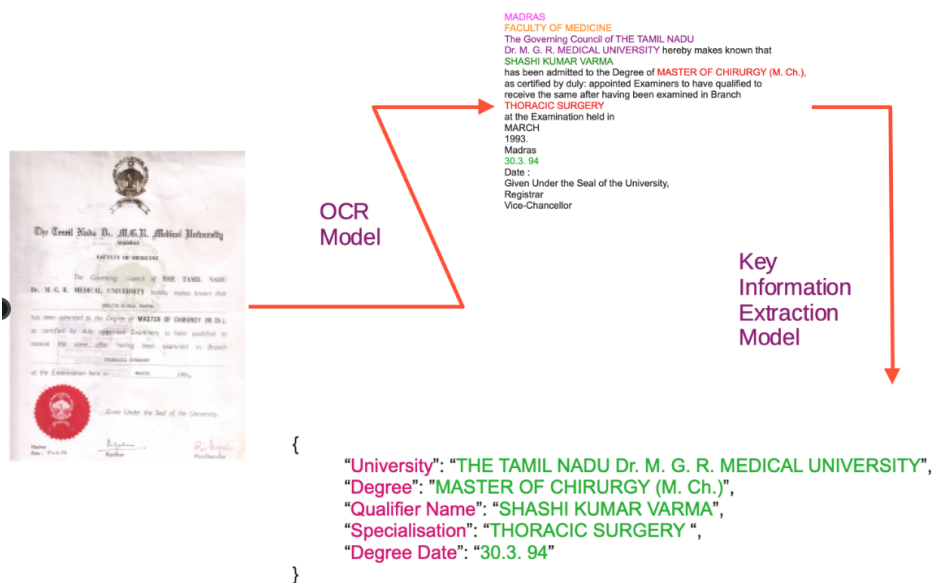 MADRAS
FACULTY OF MEDICINE
The Governing Council of THE TAMIL NADU
Dr. M. G. R. MEDICAL UNIVERSITY hereby makes known that
SHASHI KUMAR VARMA
has been admitted to the Degree of MASTER OF CHIRURGY (M. Ch.),
as certified by duly: appointed Examiners to have qualified to
receive the same after having been examined in Branch
THORACIC SURGERY
at the Examination held in
MARCH
1993.
Madras
30.3. 94
Date :
Given Under the Seal of the University,
Registrar
Vice-Chancellor
OCR
Model
The Tamil Nadu Dr. M.G.R. Medical University
MADRAS
FACULTY OF MEDICINE
The Governing Council of THE TAMIL NADU
Dr. M. G. R. MEDICAL UNIVERSITY hereby makes known that
has been admitted to the Degree of MASTER OF CHIRURGY (M. Ch.),
as certified by duly appointed Examiners to have qualified to
receive the same after having been examined in Branch
THORACIC SURGERY
at the Examination held in MARCH
Given Under the Seal of the University,
Madras
Date :
Registrar
Vice-Chancellor
Key
Information
Extraction
Model
{
“University”: “THE TAMIL NADU Dr. M. G. R. MEDICAL UNIVERSITY”,
“Degree”: ”MASTER OF CHIRURGY (M. Ch.)”,
“Qualifier Name”: “SHASHI KUMAR VARMA”,
“Specialisation”: “THORACIC SURGERY “,
“Degree Date”: “30.3. 94”
}